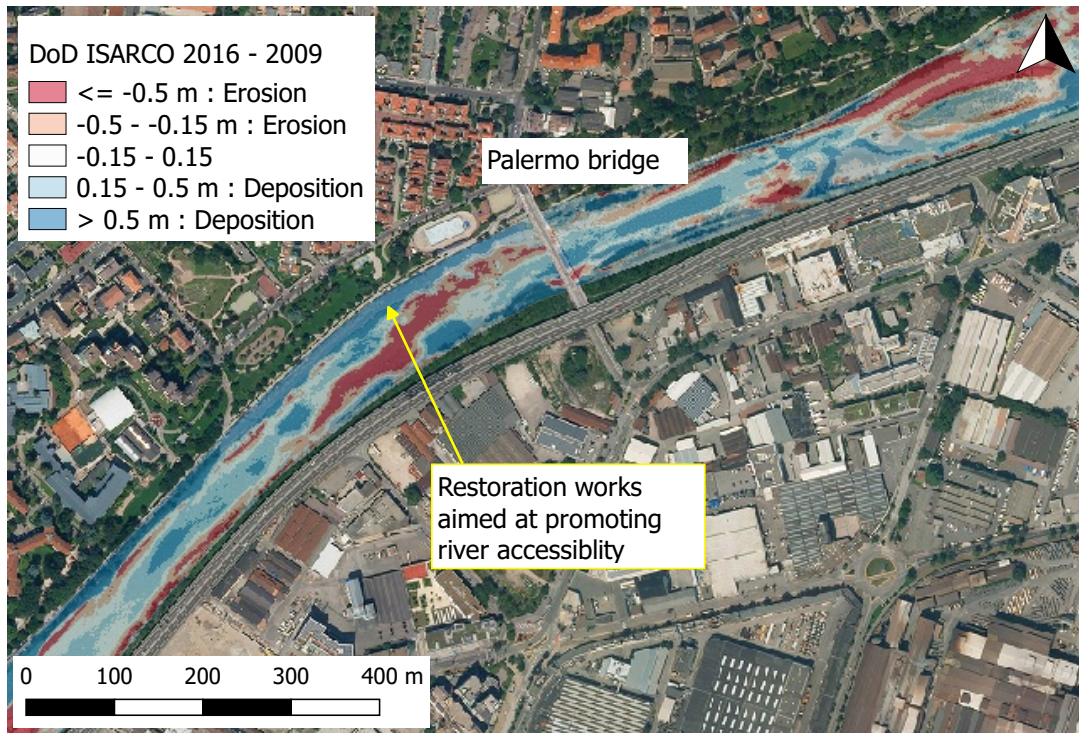 DoD ISARCO 2016 - 2009
<= -0.5 m : Erosion
-0.5 - -0.15 m : Erosion
-0.15 - 0.15
0.15 - 0.5 m : Deposition
> 0.5 m : Deposition
Palermo bridge
Restoration works
aimed at promoting
river accessiblity
0 100 200 300 400 m